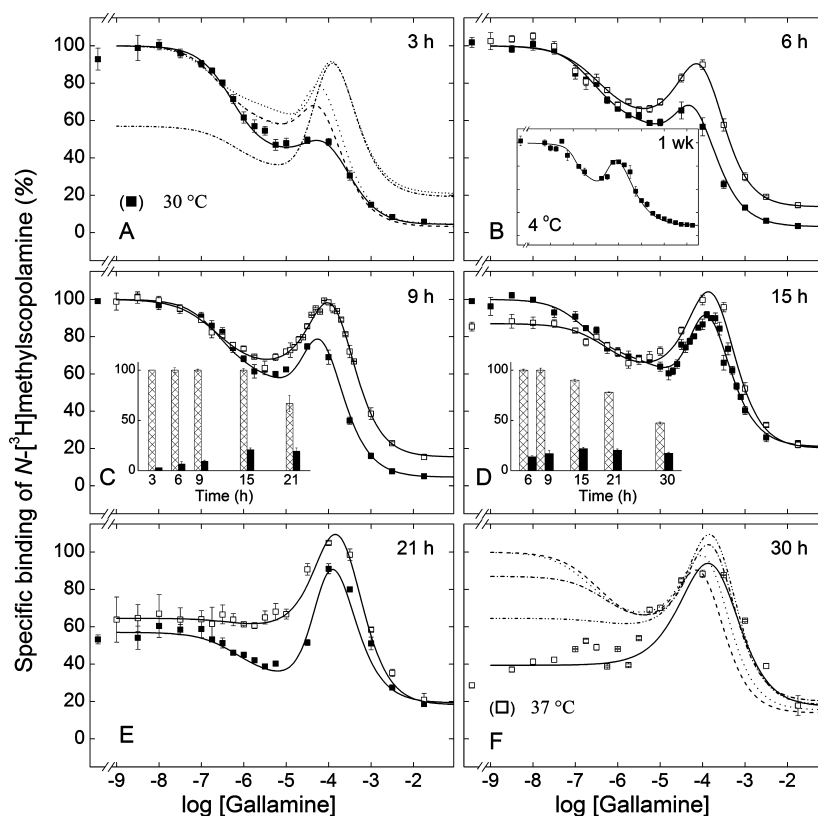 Specific binding of N-[³H]methylscopolamine (%)
100
80
60
40
20
0
3 h
(■) 30 °C
A
6 h
1 wk
4 °C
B
100
80
60
40
20
0
9 h
100
50
0
3 6 9 15 21
Time (h)
C
15 h
100
50
0
6 9 15 21 30
Time (h)
D
100
80
60
40
20
0
21 h
E
-9 -8 -7 -6 -5 -4 -3 -2
log [Gallamine]
30 h
(□) 37 °C
F
-9 -8 -7 -6 -5 -4 -3 -2
log [Gallamine]